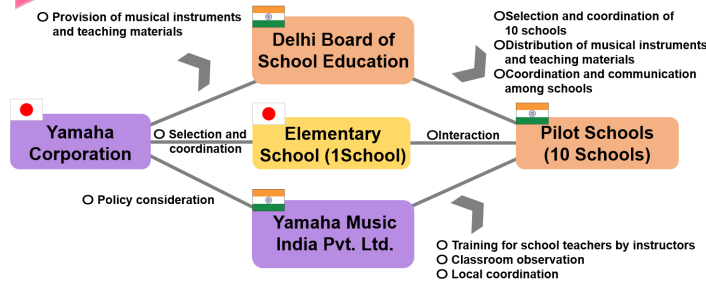 O Provision of musical instruments
and teaching materials
Delhi Board of
School Education
O Selection and coordination of
10 schools
O Distribution of musical instruments
and teaching materials
O Coordination and communication
among schools
Yamaha
Corporation
O Selection and
coordination
Elementary
School (1School)
O Interaction
Pilot Schools
(10 Schools)
O Policy consideration
Yamaha Music
India Pvt. Ltd.
O Training for school teachers by instructors
O Classroom observation
O Local coordination